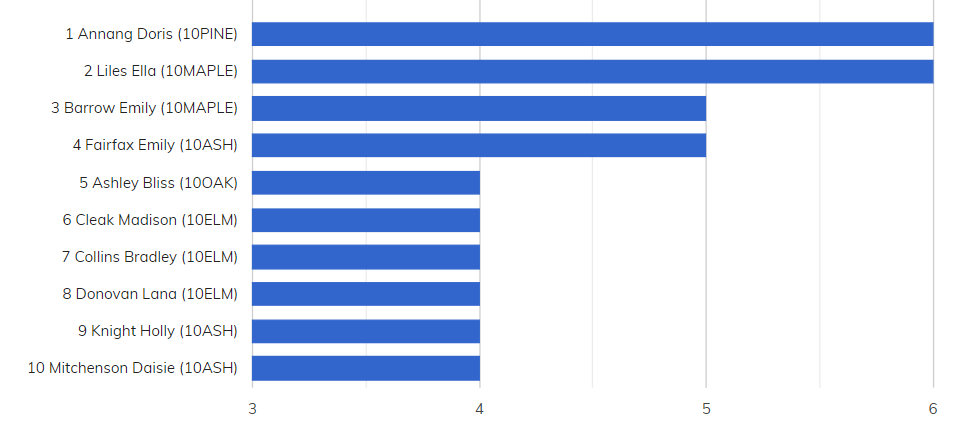 1 Annang Doris (10PINE)
2 Liles Ella (10MAPLE)
3 Barrow Emily (10MAPLE)
4 Fairfax Emily (10ASH)
5 Ashley Bliss (10OAK)
6 Cleak Madison (10ELM)
7 Collins Bradley (10ELM)
8 Donovan Lana (10ELM)
9 Knight Holly (10ASH)
10 Mitchenson Daisie (10ASH)
3 4 5 6